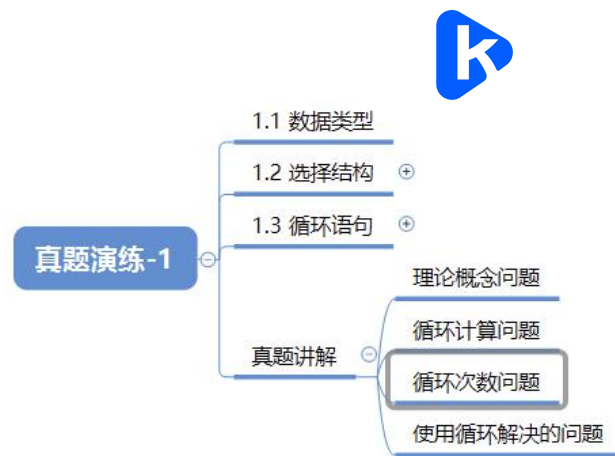 k
1.1 数据类型
1.2 选择结构
1.3 循环语句
真题演练-1
理论概念问题
循环计算问题
真题讲解
循环次数问题
使用循环解决的问题